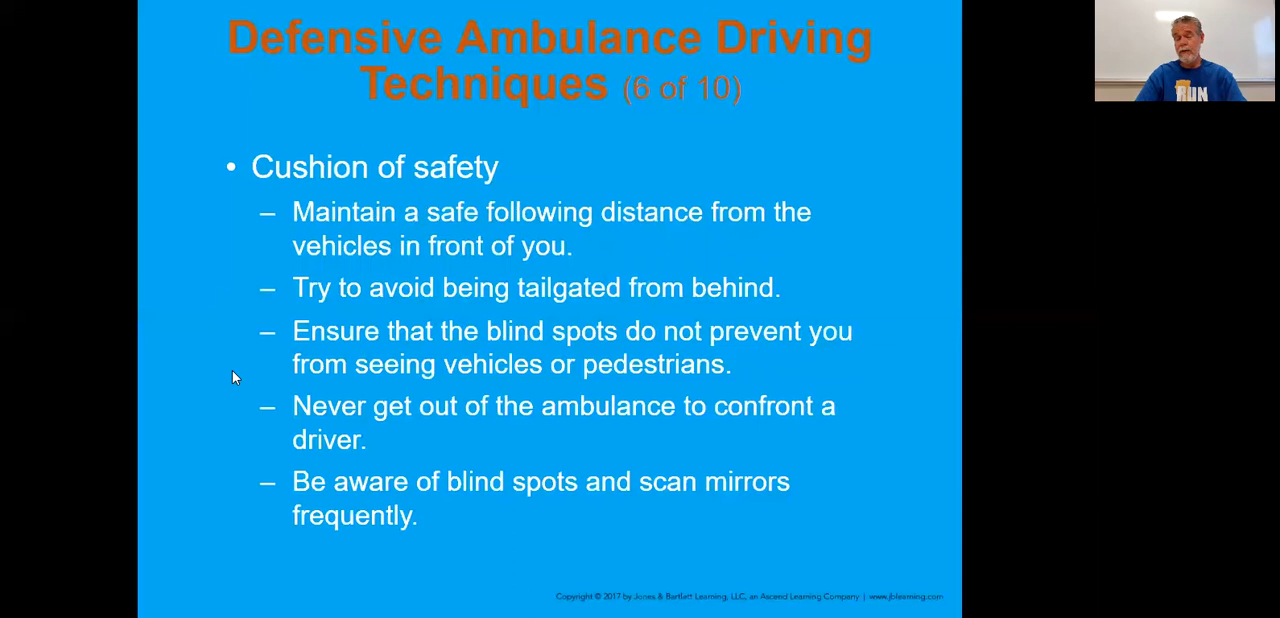 Defensive Ambulance Driving
Techniques (6 of 10)
• Cushion of safety
– Maintain a safe following distance from the
vehicles in front of you.
– Try to avoid being tailgated from behind.
– Ensure that the blind spots do not prevent you
from seeing vehicles or pedestrians.
– Never get out of the ambulance to confront a
driver.
– Be aware of blind spots and scan mirrors
frequently.
Copyright © 2017 by Jones & Bartlett Learning, LLC, an Ascend Learning Company | www.jblearning.com
RUN